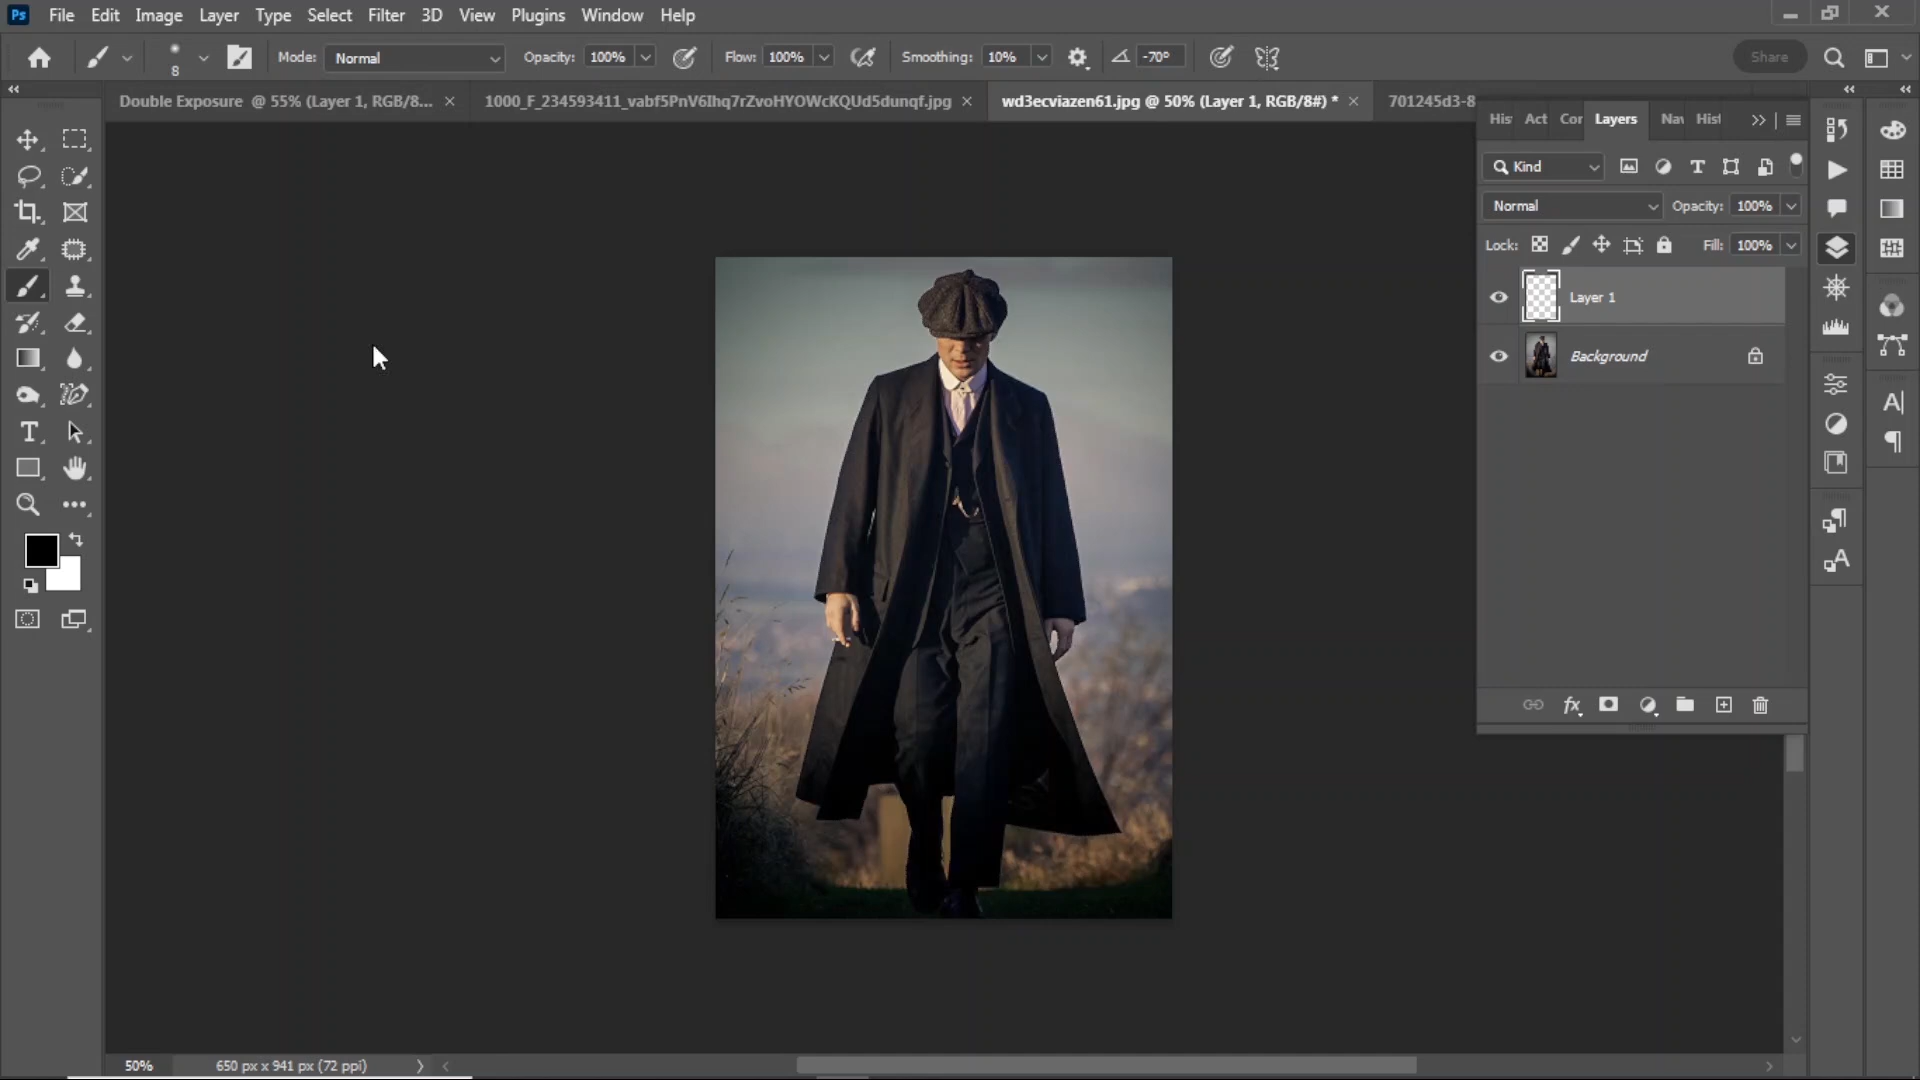 Ps File Edit Image Layer Type Select Filter 3D View Plugins Window Help
8 Mode: Normal Opacity: 100% Flow: 100% Smoothing: 10% -70° Share
Double Exposure @ 55% (Layer 1, RGB/8... × 1000_F_234593411_vabf5PnV6Ihq7rZvoHYOWcKQUd5dunqf.jpg × wd3ecviazen61.jpg @ 50% (Layer 1, RGB/8#) * × 701245d3-8
His Act Cor Layers Nav Hist
Kind
Normal Opacity: 100%
Lock: Fill: 100%
Layer 1
Background
50% 650 px x 941 px (72 ppi)